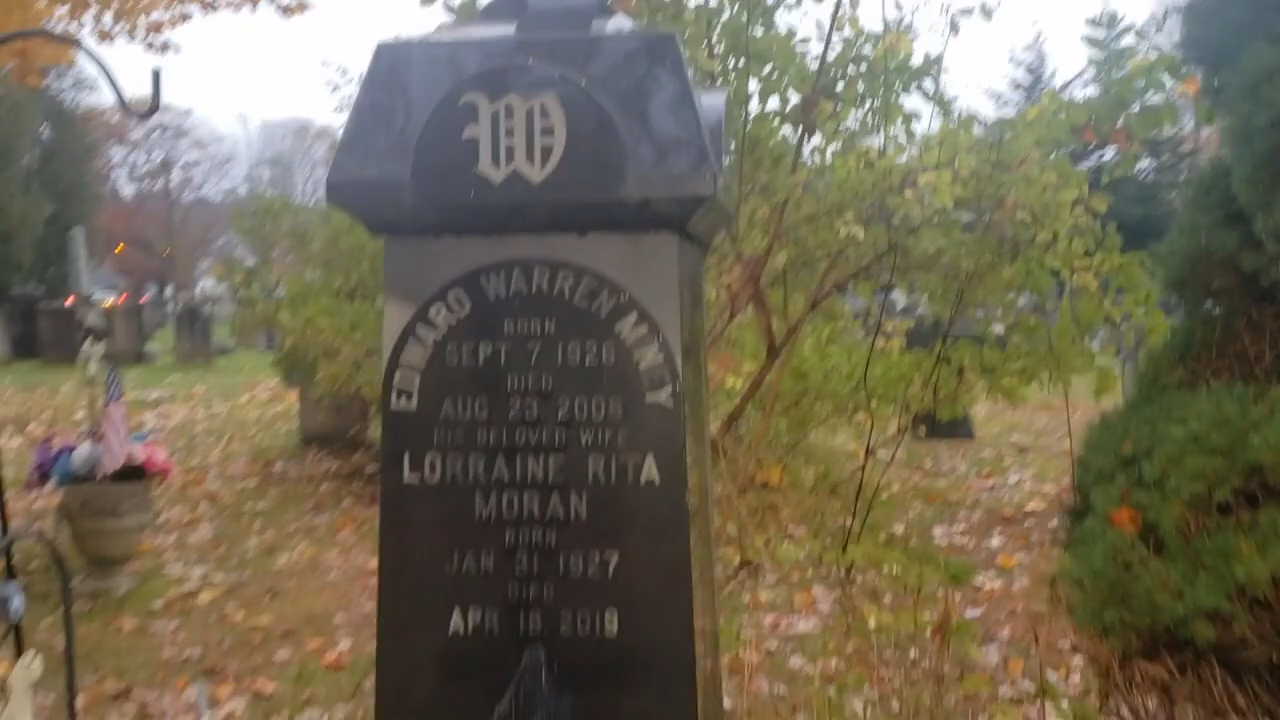 W
EDWARD WARREN MINEY
BORN
SEPT 7 1926
DIED
AUG. 23, 2006
HIS BELOVED WIFE
LORRAINE RITA
MORAN
BORN
JAN 31 1927
DIED
APR 18, 2019